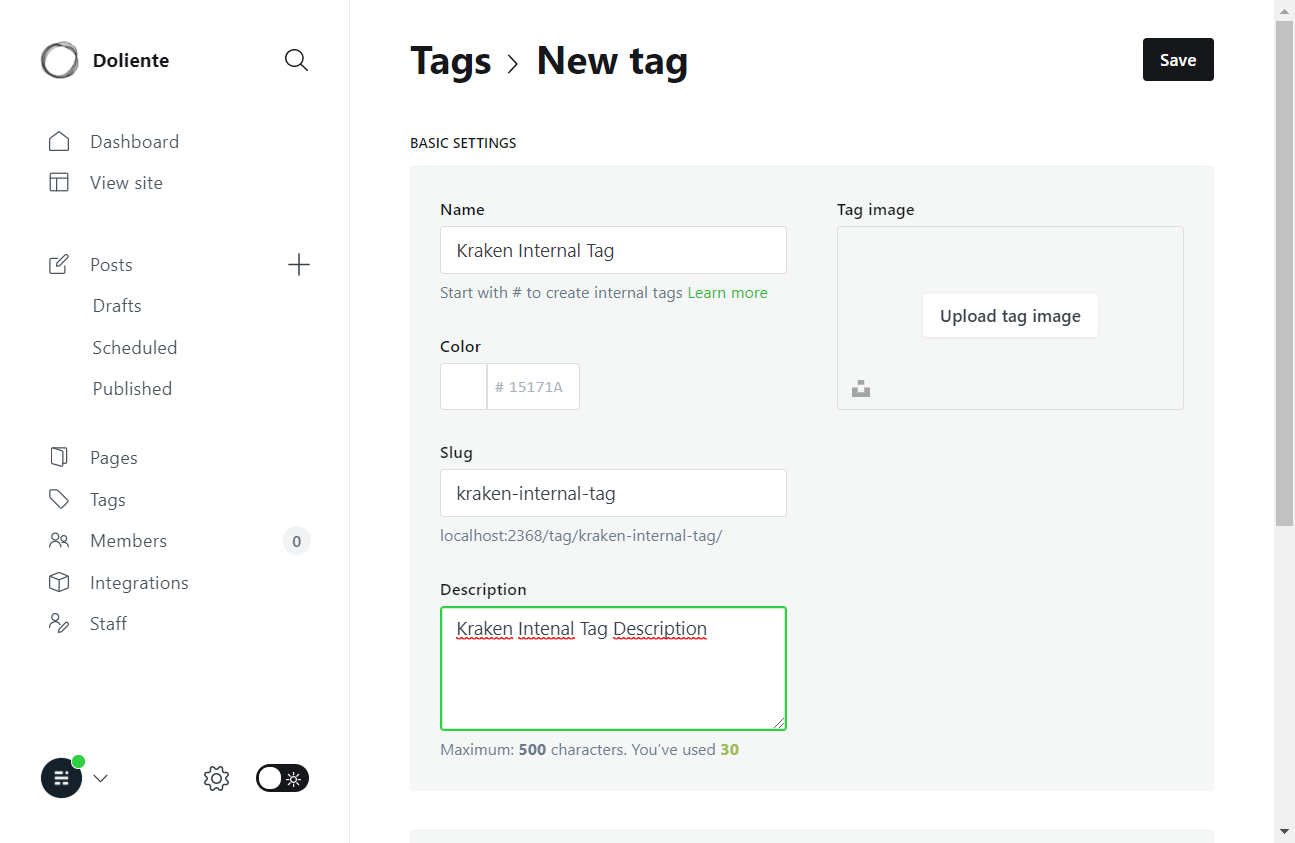 Doliente
Dashboard
View site
Posts
Drafts
Scheduled
Published
Pages
Tags
Members
0
Integrations
Staff
Tags > New tag
Save
BASIC SETTINGS
Name
Kraken Internal Tag
Start with # to create internal tags Learn more
Color
# 15171A
Slug
kraken-internal-tag
localhost:2368/tag/kraken-internal-tag/
Description
Kraken Intenal Tag Description
Maximum: 500 characters. You’ve used 30
Tag image
Upload tag image